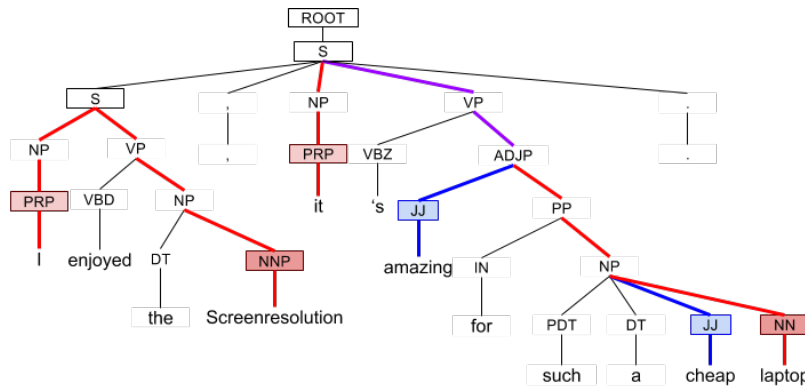 ROOT
S
S , NP VP .
NP VP , PRP VBZ ADJP .
PRP VBD NP it 's JJ PP
I enjoyed DT NNP amazing IN NP
the Screenresolution for PDT DT JJ NN
such a cheap laptop